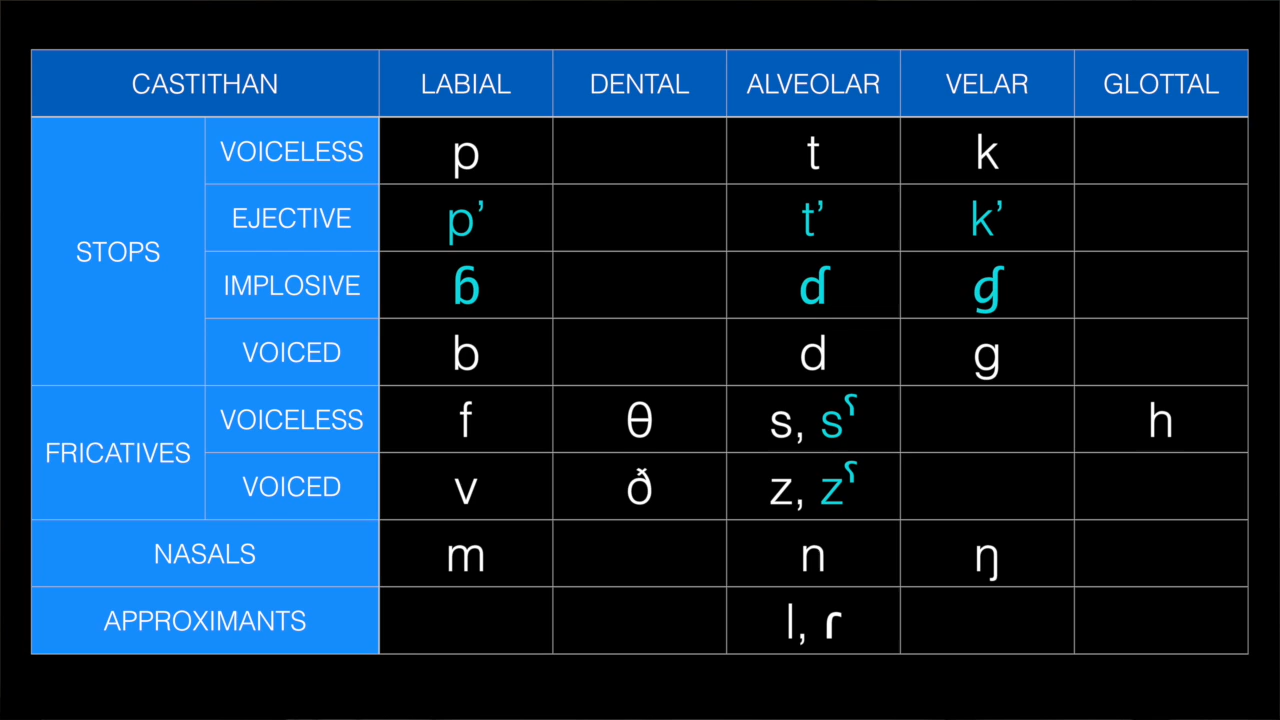 CASTITHAN LABIAL DENTAL ALVEOLAR VELAR GLOTTAL
STOPS
VOICELESS p t k
EJECTIVE p’ t’ k’
IMPLOSIVE ɓ ɗ ɠ
VOICED b d g
FRICATIVES
VOICELESS f θ s, sˤ h
VOICED v ð z, zˤ
NASALS m n ŋ
APPROXIMANTS l, ɾ